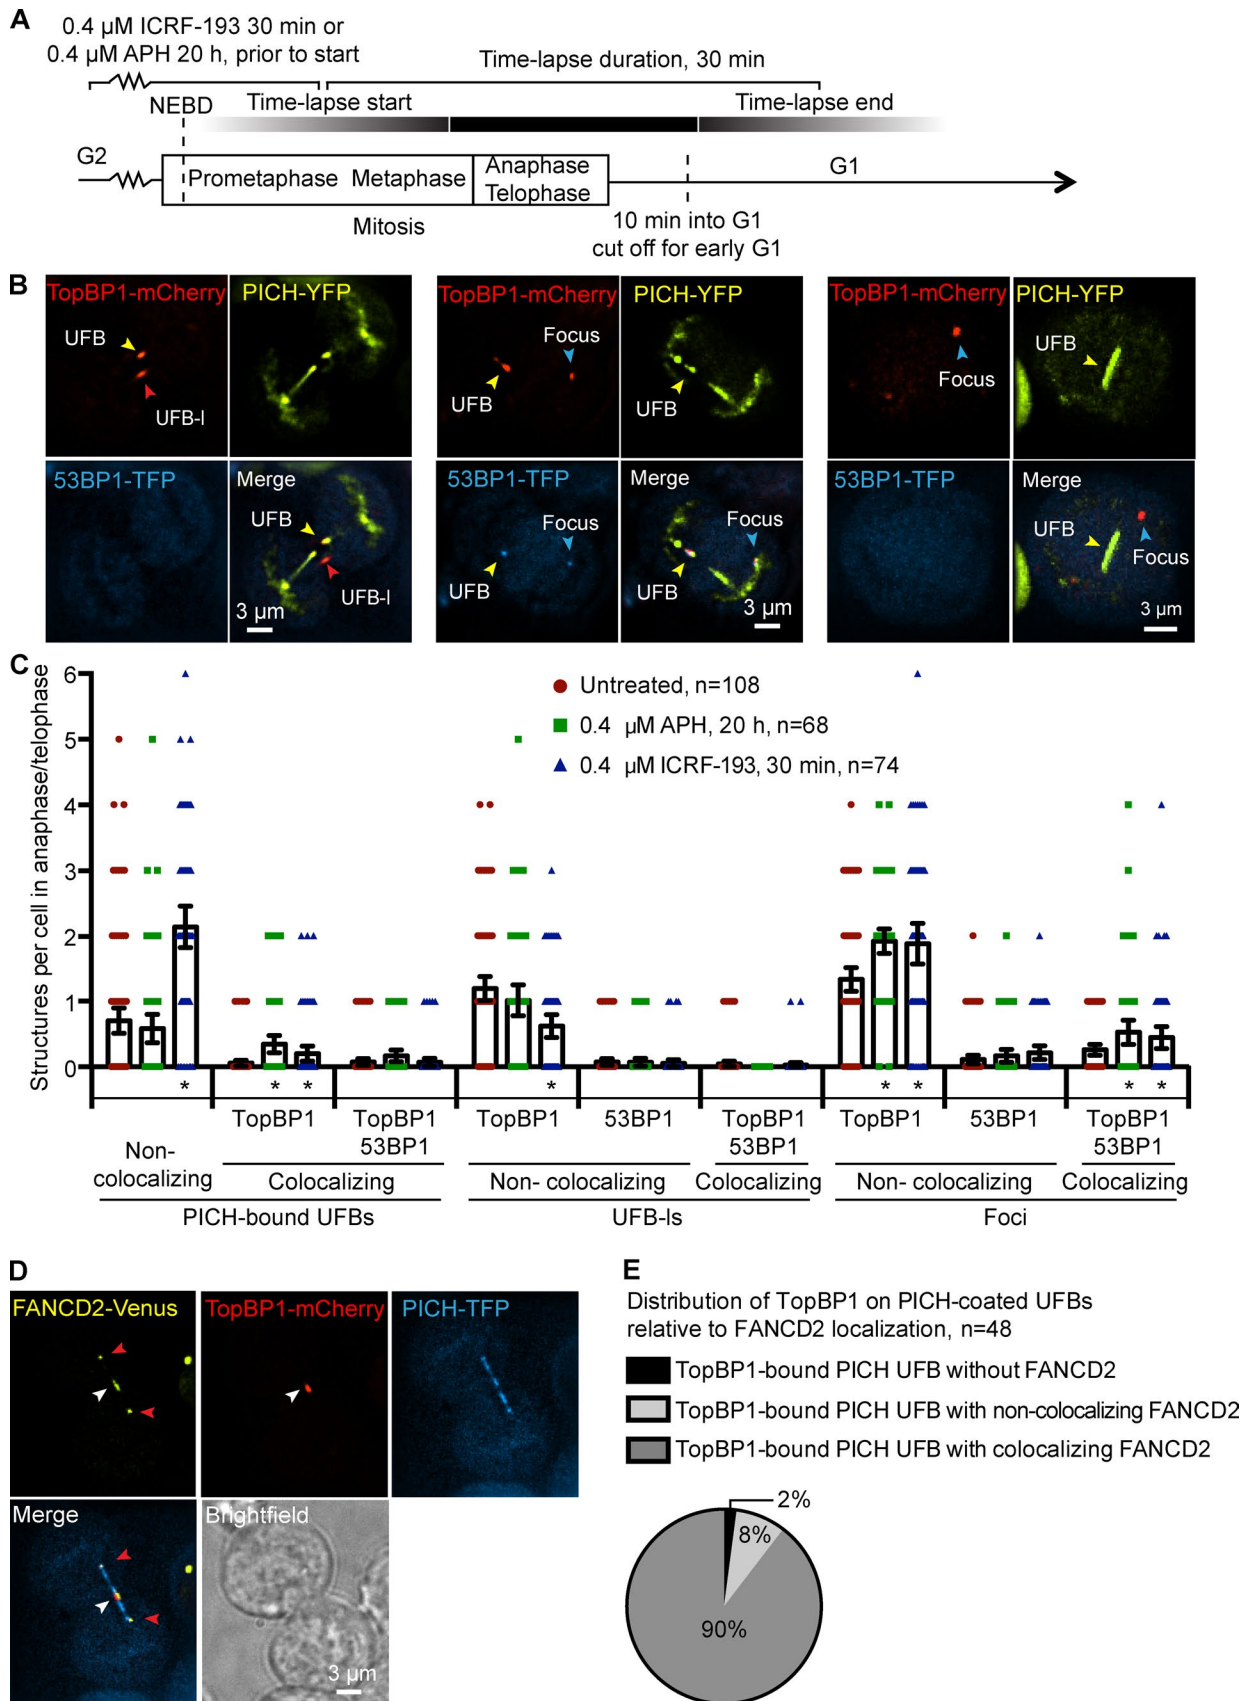 A
0.4 µM ICRF-193 30 min or
0.4 µM APH 20 h, prior to start
Time-lapse duration, 30 min
NEBD
Time-lapse start
Time-lapse end
G2
Prometaphase
Metaphase
Anaphase
Telophase
G1
Mitosis
10 min into G1
cut off for early G1
B
TopBP1-mCherry
PICH-YFP
UFB
UFB-l
53BP1-TFP
Merge
UFB
UFB-l
3 µm
TopBP1-mCherry
PICH-YFP
Focus
UFB
UFB
53BP1-TFP
Merge
Focus
Focus
UFB
UFB
3 µm
TopBP1-mCherry
PICH-YFP
UFB
Focus
53BP1-TFP
Merge
UFB
Focus
3 µm
C
Structures per cell in anaphase/telophase
6
5
4
3
2
1
0
Untreated, n=108
0.4 µM APH, 20 h, n=68
0.4 µM ICRF-193, 30 min, n=74
* * * * * * * *
TopBP1
TopBP1
53BP1
TopBP1
53BP1
TopBP1
53BP1
TopBP1
53BP1
TopBP1
53BP1
Non-
colocalizing
Colocalizing
Non- colocalizing
Colocalizing
Non- colocalizing
Colocalizing
PICH-bound UFBs
UFB-ls
Foci
D
FANCD2-Venus
TopBP1-mCherry
PICH-TFP
Merge
Brightfield
3 µm
E
Distribution of TopBP1 on PICH-coated UFBs
relative to FANCD2 localization, n=48
TopBP1-bound PICH UFB without FANCD2
TopBP1-bound PICH UFB with non-colocalizing FANCD2
TopBP1-bound PICH UFB with colocalizing FANCD2
2%
8%
90%